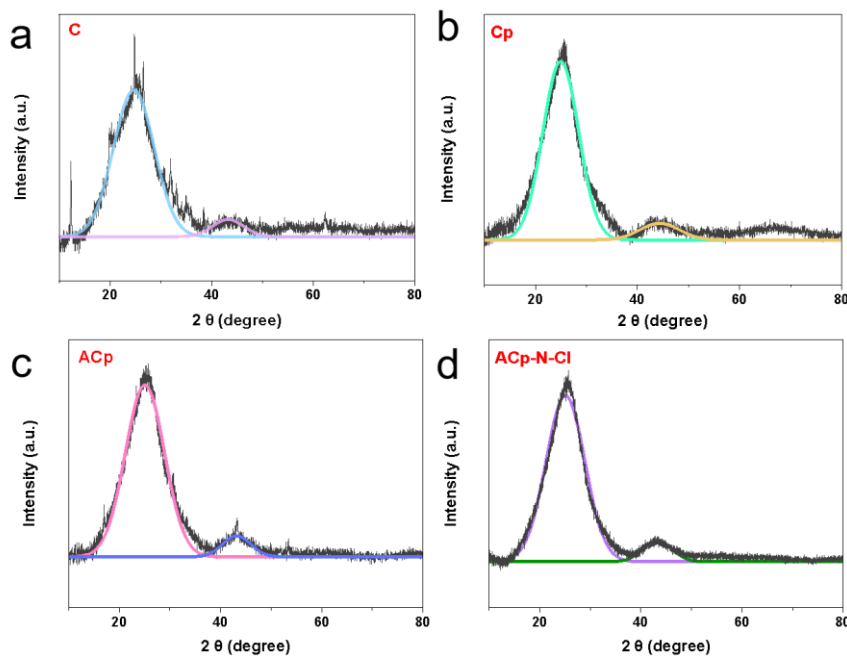 a
C
Intensity (a.u.)
20 40 60 80
2 θ (degree)
b
Cp
Intensity (a.u.)
20 40 60 80
2 θ (degree)
c
ACp
Intensity (a.u.)
20 40 60 80
2 θ (degree)
d
ACp-N-Cl
Intensity (a.u.)
20 40 60 80
2 θ (degree)